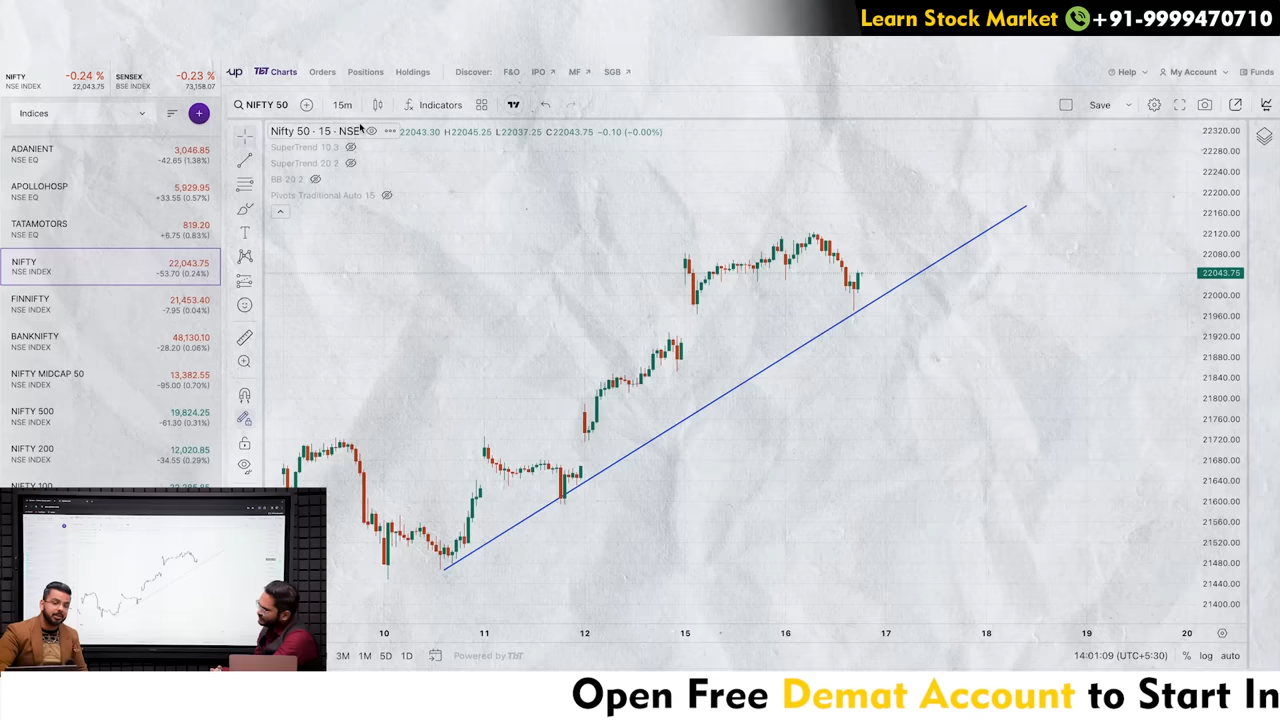 Learn Stock Market +91-9999470710
NIFTY -0.24 % SENSEX -0.23 %
NSE INDEX 22,043.75 BSE INDEX 73,158.07
up TBT Charts Orders Positions Holdings Discover: F&O IPO MF SGB Help My Account Funds
Indices
NIFTY 50 15m Indicators Save
Nifty 50 · 15 · NSE 22043.30 H22045.25 L22037.25 C22043.75 -0.10 (-0.00%)
SuperTrend 10 3
SuperTrend 20 2
BB 20 2
Pivots Traditional Auto 15
ADANIENT 3,046.85
NSE EQ -42.65 (1.38%)
APOLLOHOSP 5,929.95
NSE EQ +33.55 (0.57%)
TATAMOTORS 819.20
NSE EQ +6.75 (0.83%)
NIFTY 22,043.75
NSE INDEX -53.70 (0.24%)
FINNIFTY 21,453.40
NSE INDEX -7.95 (0.04%)
BANKNIFTY 48,130.10
NSE INDEX -28.20 (0.06%)
NIFTY MIDCAP 50 13,382.55
NSE INDEX -95.00 (0.70%)
NIFTY 500 19,824.25
NSE INDEX -61.30 (0.31%)
NIFTY 200 12,020.85
NSE INDEX -34.55 (0.29%)
22320.00
22280.00
22240.00
22200.00
22160.00
22120.00
22080.00
22043.75
22000.00
21960.00
21920.00
21880.00
21840.00
21800.00
21760.00
21720.00
21680.00
21640.00
21600.00
21560.00
21520.00
21480.00
21440.00
21400.00
10 11 12 15 16 17 18 19 20
3M 1M 5D 1D Powered by TBT 14:01:09 (UTC+5:30) % log auto
Open Free Demat Account to Start In